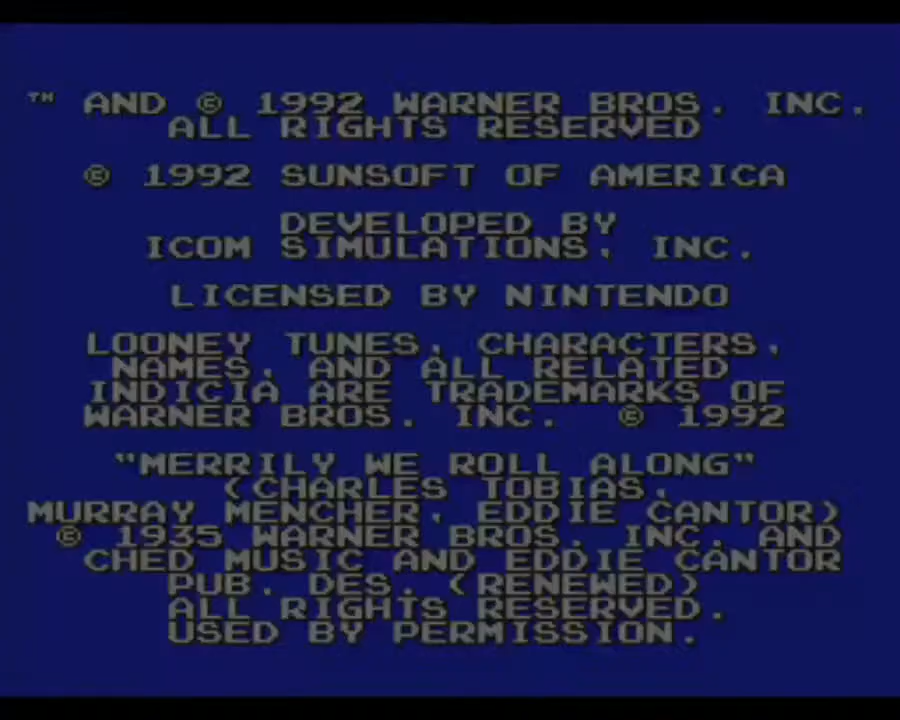 ™ AND © 1992 WARNER BROS. INC.
ALL RIGHTS RESERVED
© 1992 SUNSOFT OF AMERICA
DEVELOPED BY
ICOM SIMULATIONS, INC.
LICENSED BY NINTENDO
LOONEY TUNES, CHARACTERS,
NAMES, AND ALL RELATED
INDICIA ARE TRADEMARKS OF
WARNER BROS. INC. © 1992
"MERRILY WE ROLL ALONG"
(CHARLES TOBIAS,
MURRAY MENCHER, EDDIE CANTOR)
© 1935 WARNER BROS. INC. AND
CHED MUSIC AND EDDIE CANTOR
PUB. DES. (RENEWED)
ALL RIGHTS RESERVED.
USED BY PERMISSION.